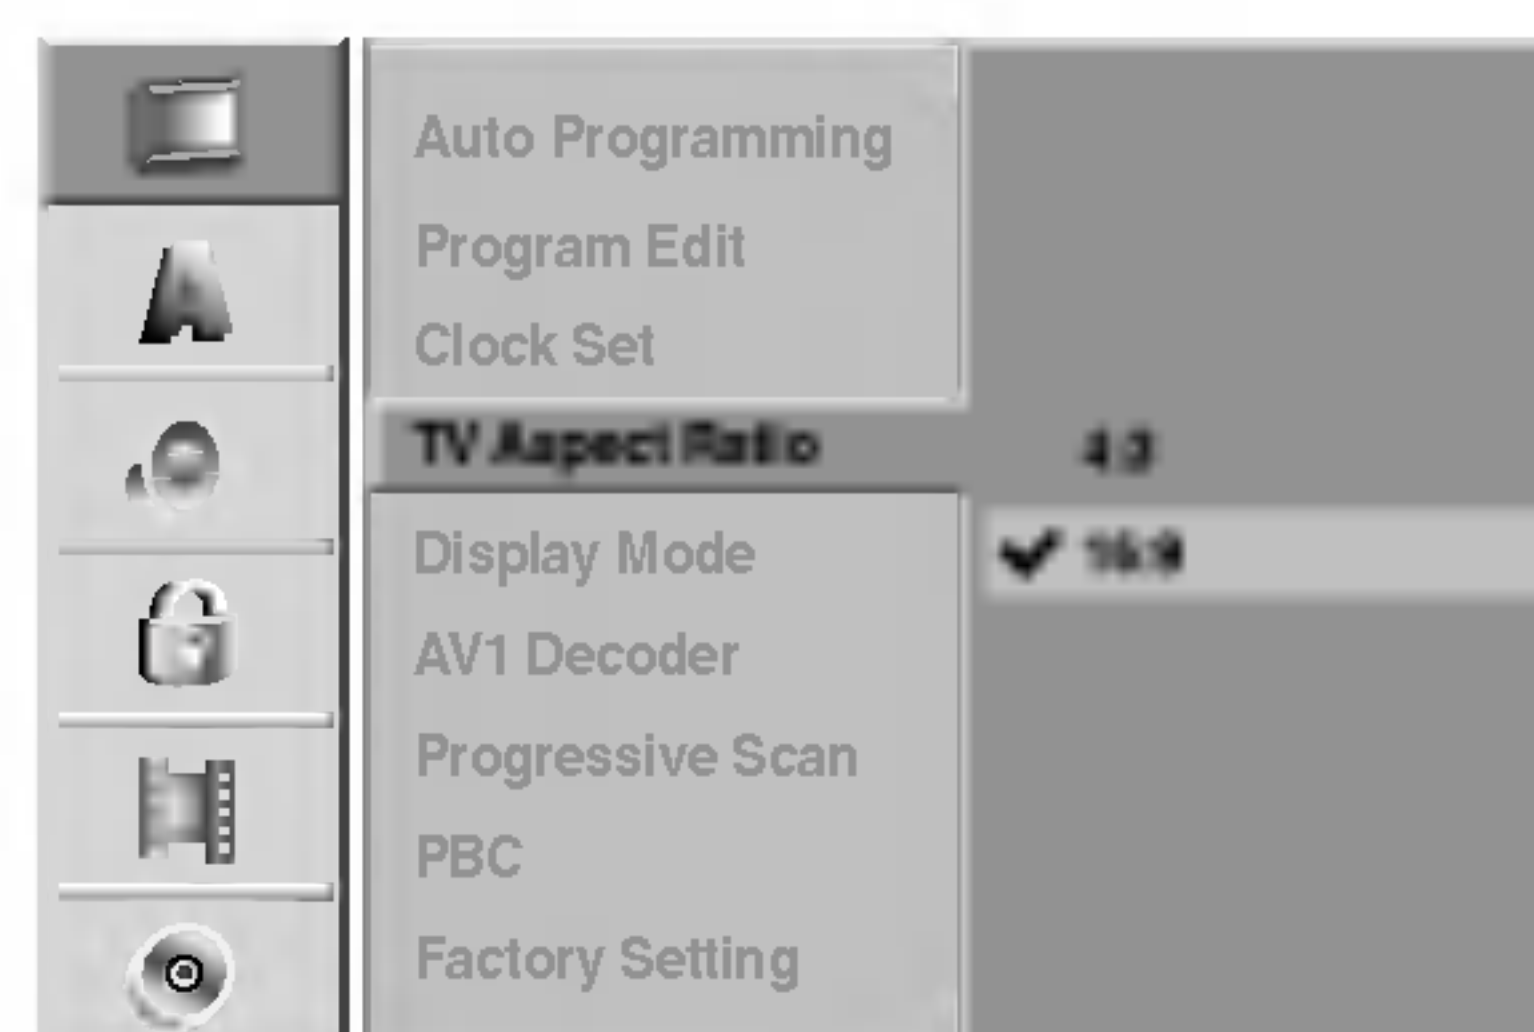 Auto Programming
Program Edit
Clock Set
TV Aspect Ratio
4:3
16:9
Display Mode
AV1 Decoder
Progressive Scan
PBC
Factory Setting